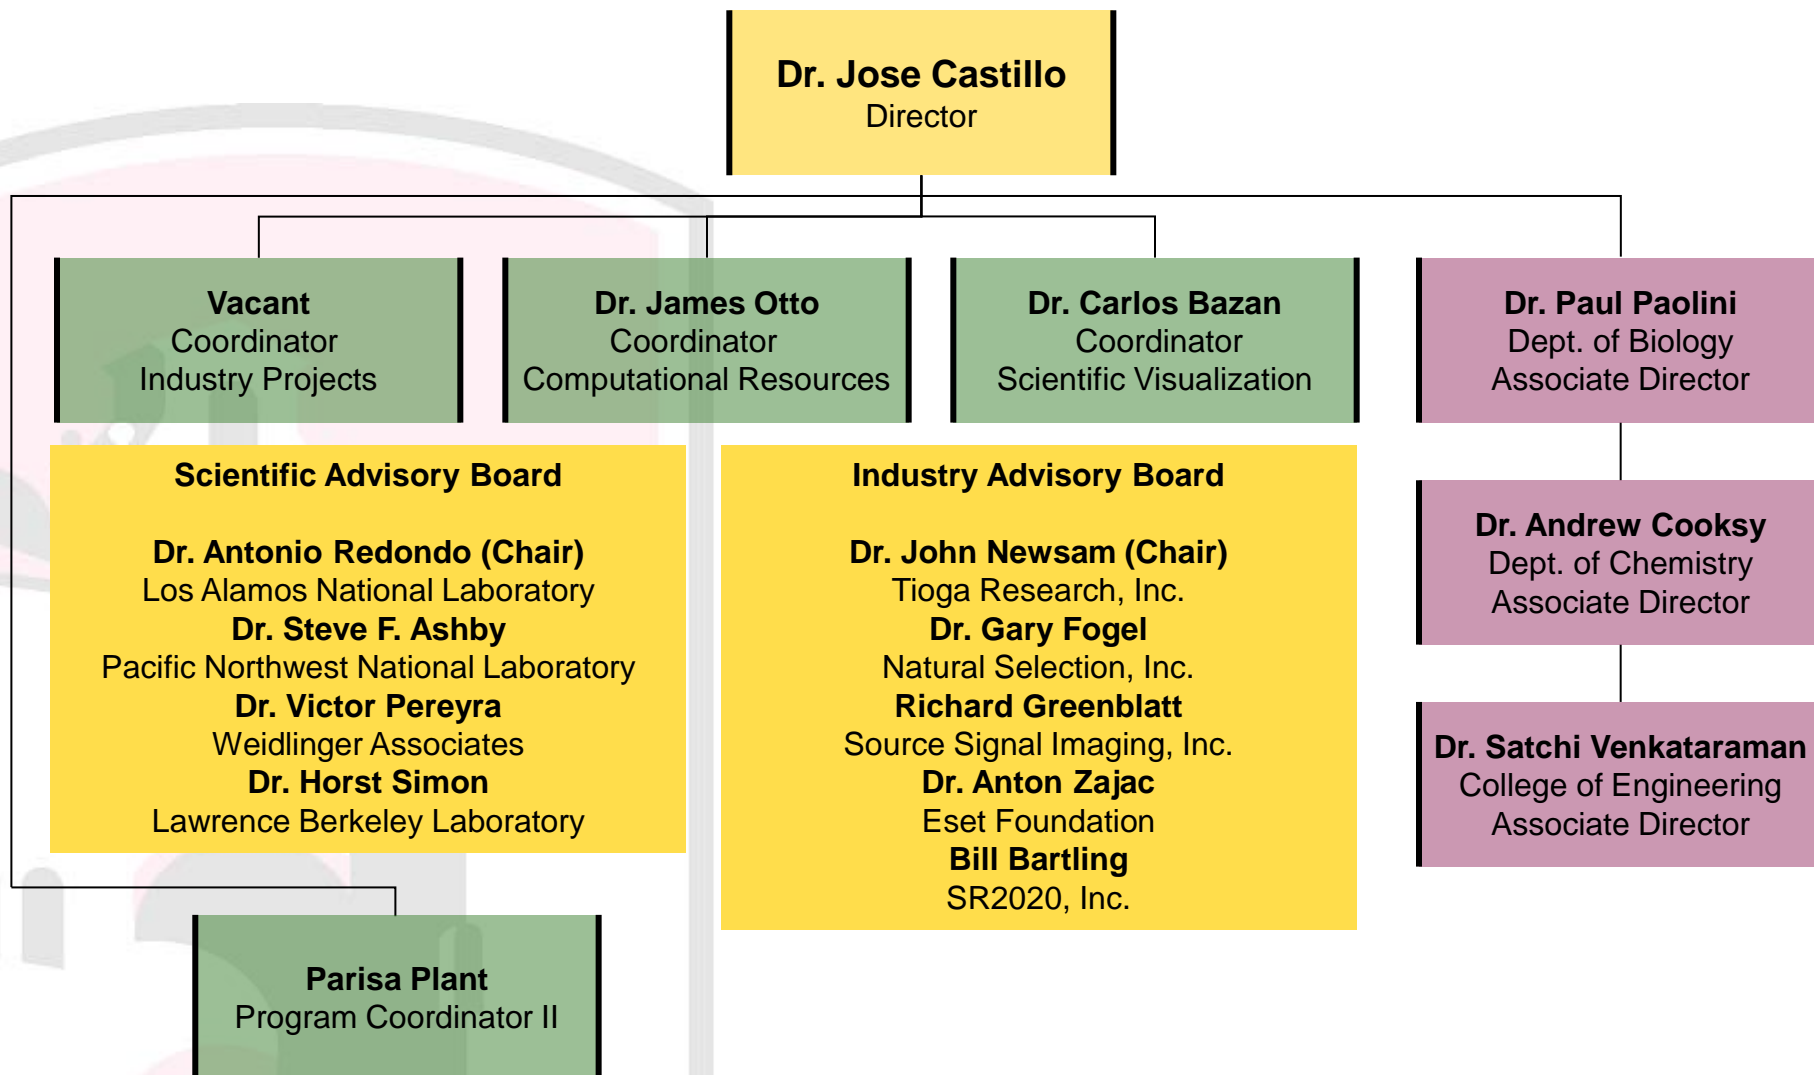 Dr. Jose Castillo
Director
Vacant
Coordinator
Industry Projects
Dr. James Otto
Coordinator
Computational Resources
Dr. Carlos Bazan
Coordinator
Scientific Visualization
Dr. Paul Paolini
Dept. of Biology
Associate Director
Scientific Advisory Board
Dr. Antonio Redondo (Chair)
Los Alamos National Laboratory
Dr. Steve F. Ashby
Pacific Northwest National Laboratory
Dr. Victor Pereyra
Weidlinger Associates
Dr. Horst Simon
Lawrence Berkeley Laboratory
Industry Advisory Board
Dr. John Newsam (Chair)
Tioga Research, Inc.
Dr. Gary Fogel
Natural Selection, Inc.
Richard Greenblatt
Source Signal Imaging, Inc.
Dr. Anton Zajac
Eset Foundation
Bill Bartling
SR2020, Inc.
Dr. Andrew Cooksy
Dept. of Chemistry
Associate Director
Dr. Satchi Venkataraman
College of Engineering
Associate Director
Parisa Plant
Program Coordinator II